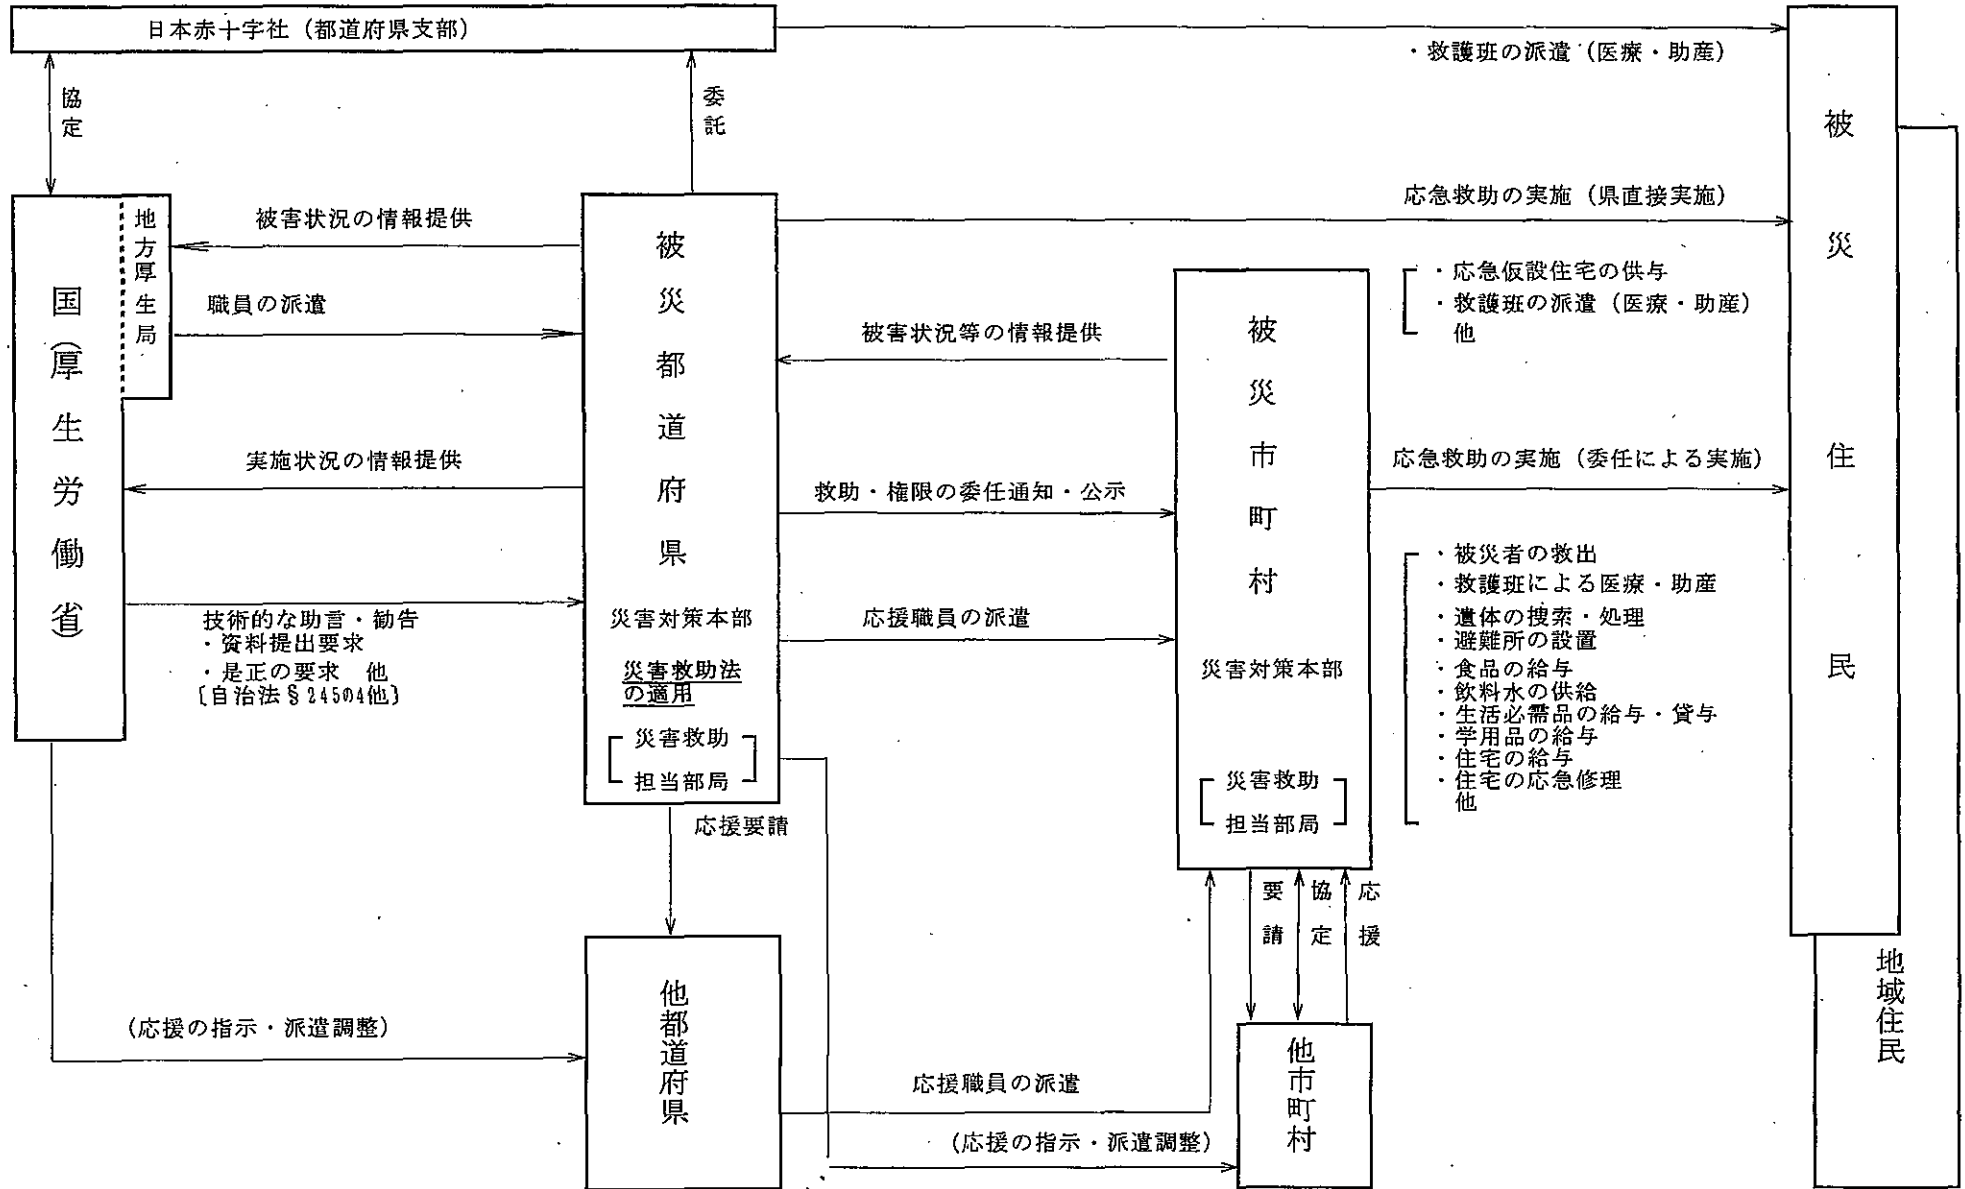 日本赤十字社（都道府県支部）
・救護班の派遣（医療・助産）
協定
委託
国（厚生労働省）
地方厚生局
被害状況の情報提供
職員の派遣
実施状況の情報提供
技術的な助言・勧告
・資料提出要求
・是正の要求　他
〔自治法§245の4他〕
被災都道府県
災害対策本部
災害救助法
の適用
災害救助
担当部局
応急救助の実施（県直接実施）
・応急仮設住宅の供与
・救護班の派遣（医療・助産）
他
被害状況等の情報提供
救助・権限の委任通知・公示
応援職員の派遣
被災市町村
災害対策本部
災害救助
担当部局
応急救助の実施（委任による実施）
・被災者の救出
・救護班による医療・助産
・遺体の捜索・処理
・避難所の設置
・食品の給与
・飲料水の供給
・生活必需品の給与・貸与
・学用品の給与
・住宅の給与
・住宅の応急修理
他
被災住民
地域住民
応援要請
要請
協定
応援
（応援の指示・派遣調整）
他都道府県
応援職員の派遣
（応援の指示・派遣調整）
他市町村